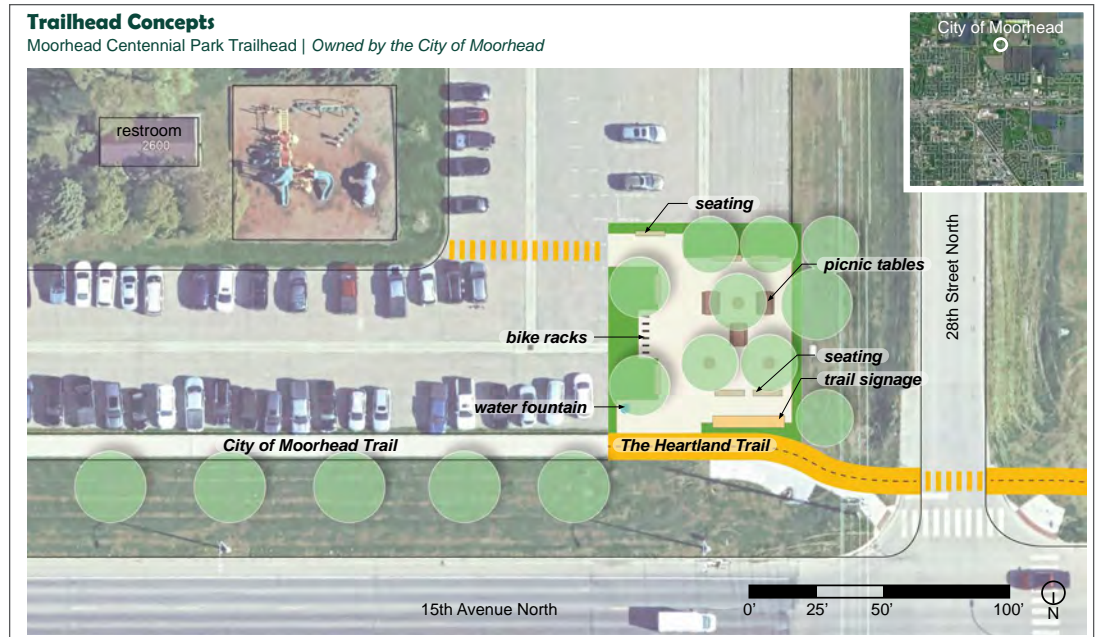 Trailhead Concepts
Moorhead Centennial Park Trailhead | Owned by the City of Moorhead
City of Moorhead
restroom
2600
seating
picnic tables
28th Street North
bike racks
seating
trail signage
water fountain
City of Moorhead Trail
The Heartland Trail
15th Avenue North
0' 25' 50' 100'
N